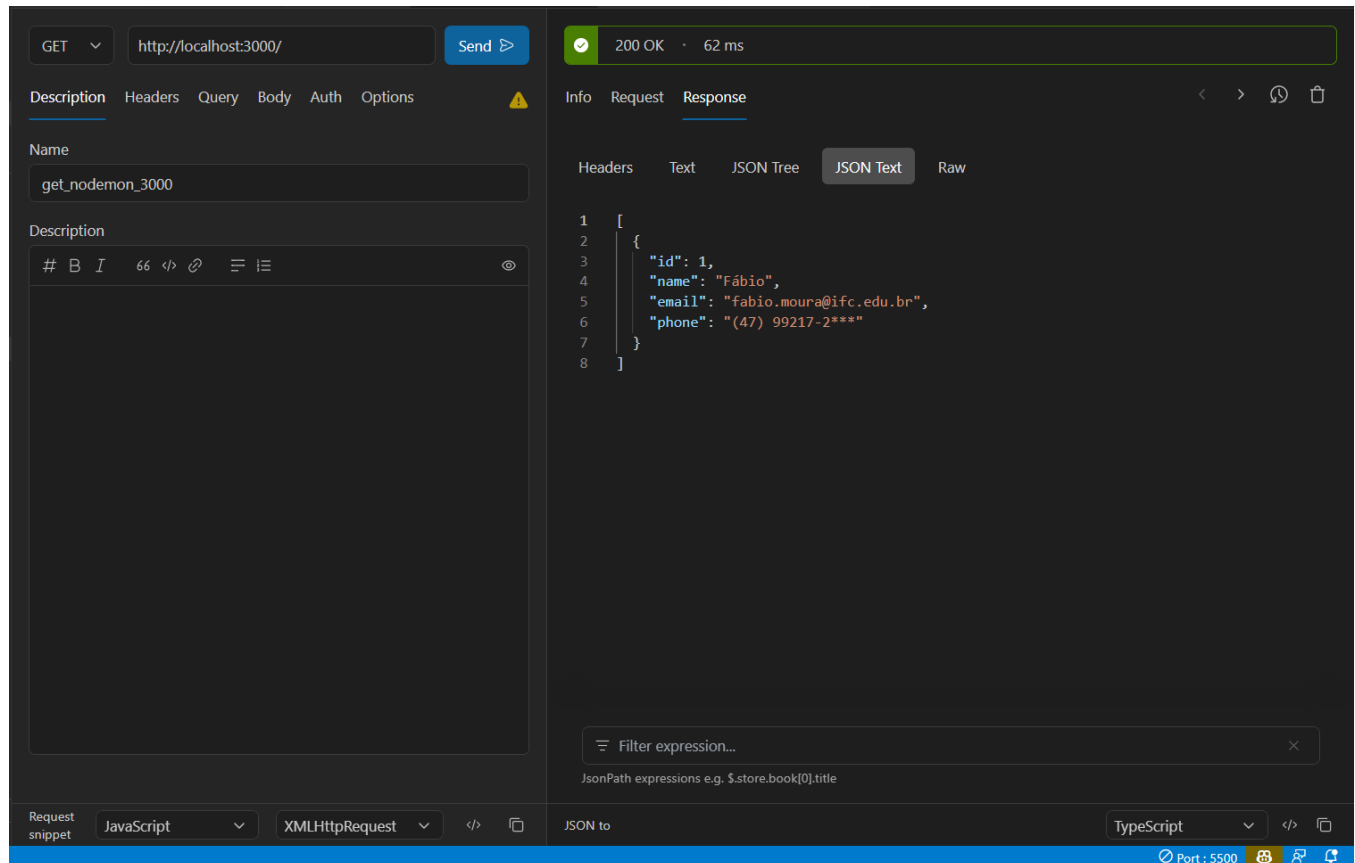 GET
http://localhost:3000/
Send
Description Headers Query Body Auth Options
Name
get_nodemon_3000
Description
# B I 66 </>
Request snippet
JavaScript
XMLHttpRequest
</>
200 OK · 62 ms
Info Request Response
Headers Text JSON Tree JSON Text Raw
1 [
2 {
3 "id": 1,
4 "name": "Fábio",
5 "email": "fabio.moura@ifc.edu.br",
6 "phone": "(47) 99217-2***"
7 }
8 ]
Filter expression...
JsonPath expressions e.g. $.store.book[0].title
JSON to
TypeScript
</>
Port : 5500